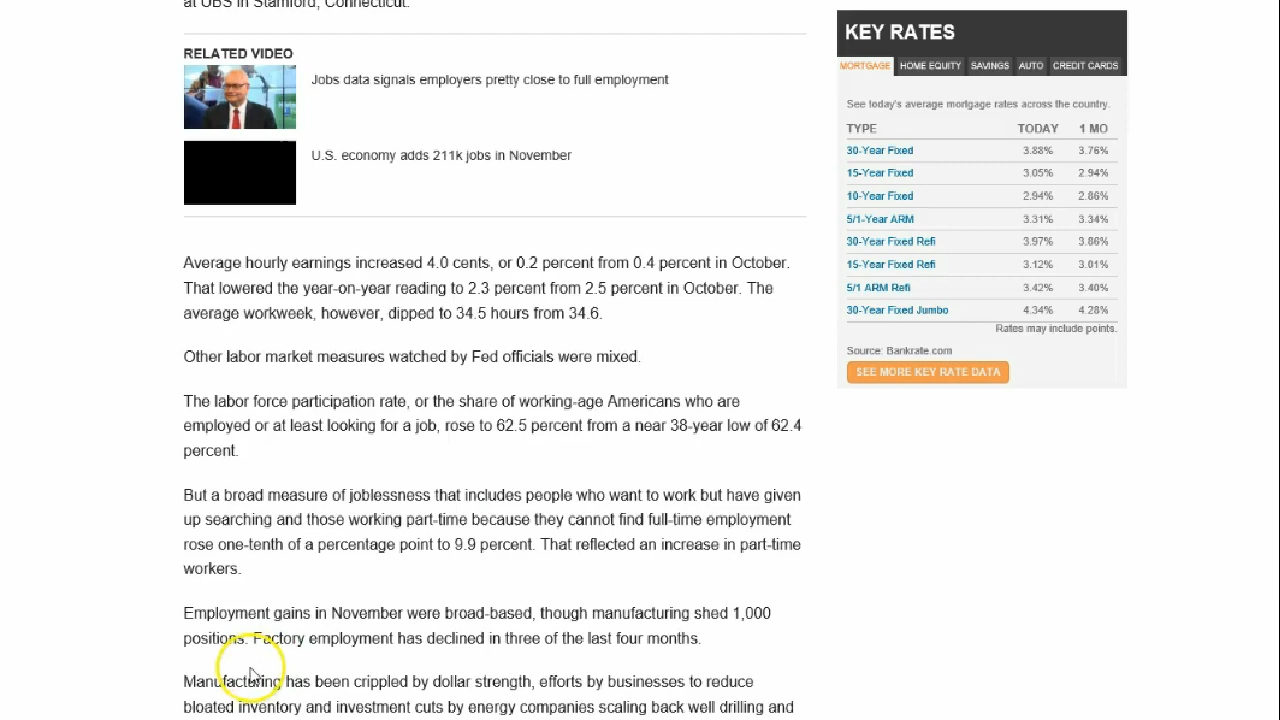 at UBS in Stamford, Connecticut.
RELATED VIDEO
Jobs data signals employers pretty close to full employment
U.S. economy adds 211k jobs in November
Average hourly earnings increased 4.0 cents, or 0.2 percent from 0.4 percent in October.
That lowered the year-on-year reading to 2.3 percent from 2.5 percent in October. The
average workweek, however, dipped to 34.5 hours from 34.6.
Other labor market measures watched by Fed officials were mixed.
The labor force participation rate, or the share of working-age Americans who are
employed or at least looking for a job, rose to 62.5 percent from a near 38-year low of 62.4
percent.
But a broad measure of joblessness that includes people who want to work but have given
up searching and those working part-time because they cannot find full-time employment
rose one-tenth of a percentage point to 9.9 percent. That reflected an increase in part-time
workers.
Employment gains in November were broad-based, though manufacturing shed 1,000
positions. Factory employment has declined in three of the last four months.
Manufacturing has been crippled by dollar strength, efforts by businesses to reduce
bloated inventory and investment cuts by energy companies scaling back well drilling and
KEY RATES
MORTGAGE HOME EQUITY SAVINGS AUTO CREDIT CARDS
See today's average mortgage rates across the country.
TYPE TODAY 1 MO
30-Year Fixed 3.88% 3.76%
15-Year Fixed 3.05% 2.94%
10-Year Fixed 2.94% 2.86%
5/1-Year ARM 3.31% 3.34%
30-Year Fixed Refi 3.97% 3.86%
15-Year Fixed Refi 3.12% 3.01%
5/1 ARM Refi 3.42% 3.40%
30-Year Fixed Jumbo 4.34% 4.28%
Rates may include points.
Source: Bankrate.com
SEE MORE KEY RATE DATA